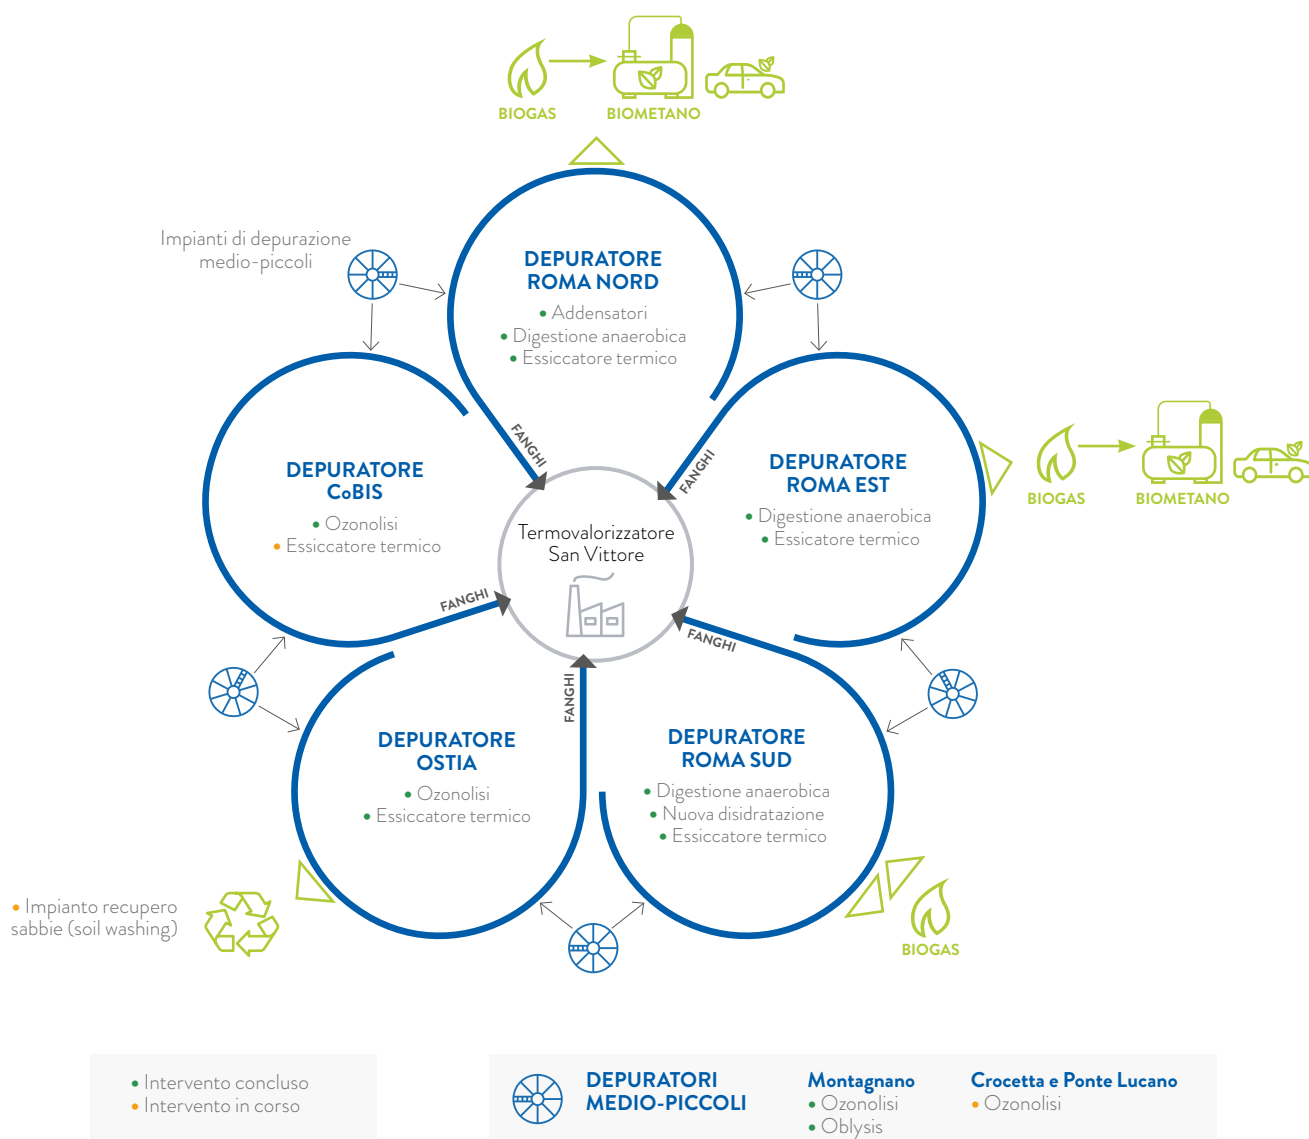 BIOGAS
BIOMETANO
Impianti di depurazione
medio-piccoli
DEPURATORE
ROMA NORD
• Addensatori
• Digestione anaerobica
• Essiccatore termico
FANGHI
FANGHI
DEPURATORE
CoBIS
• Ozonolisi
• Essiccatore termico
FANGHI
DEPURATORE
ROMA EST
• Digestione anaerobica
• Essicatore termico
BIOGAS
BIOMETANO
Termovalorizzatore
San Vittore
FANGHI
FANGHI
DEPURATORE
OSTIA
• Ozonolisi
• Essiccatore termico
DEPURATORE
ROMA SUD
• Digestione anaerobica
• Nuova disidratazione
• Essiccatore termico
• Impianto recupero
sabbie (soil washing)
BIOGAS
• Intervento concluso
• Intervento in corso
DEPURATORI
MEDIO-PICCOLI
Montagnano
• Ozonolisi
• Oblysis
Crocetta e Ponte Lucano
• Ozonolisi